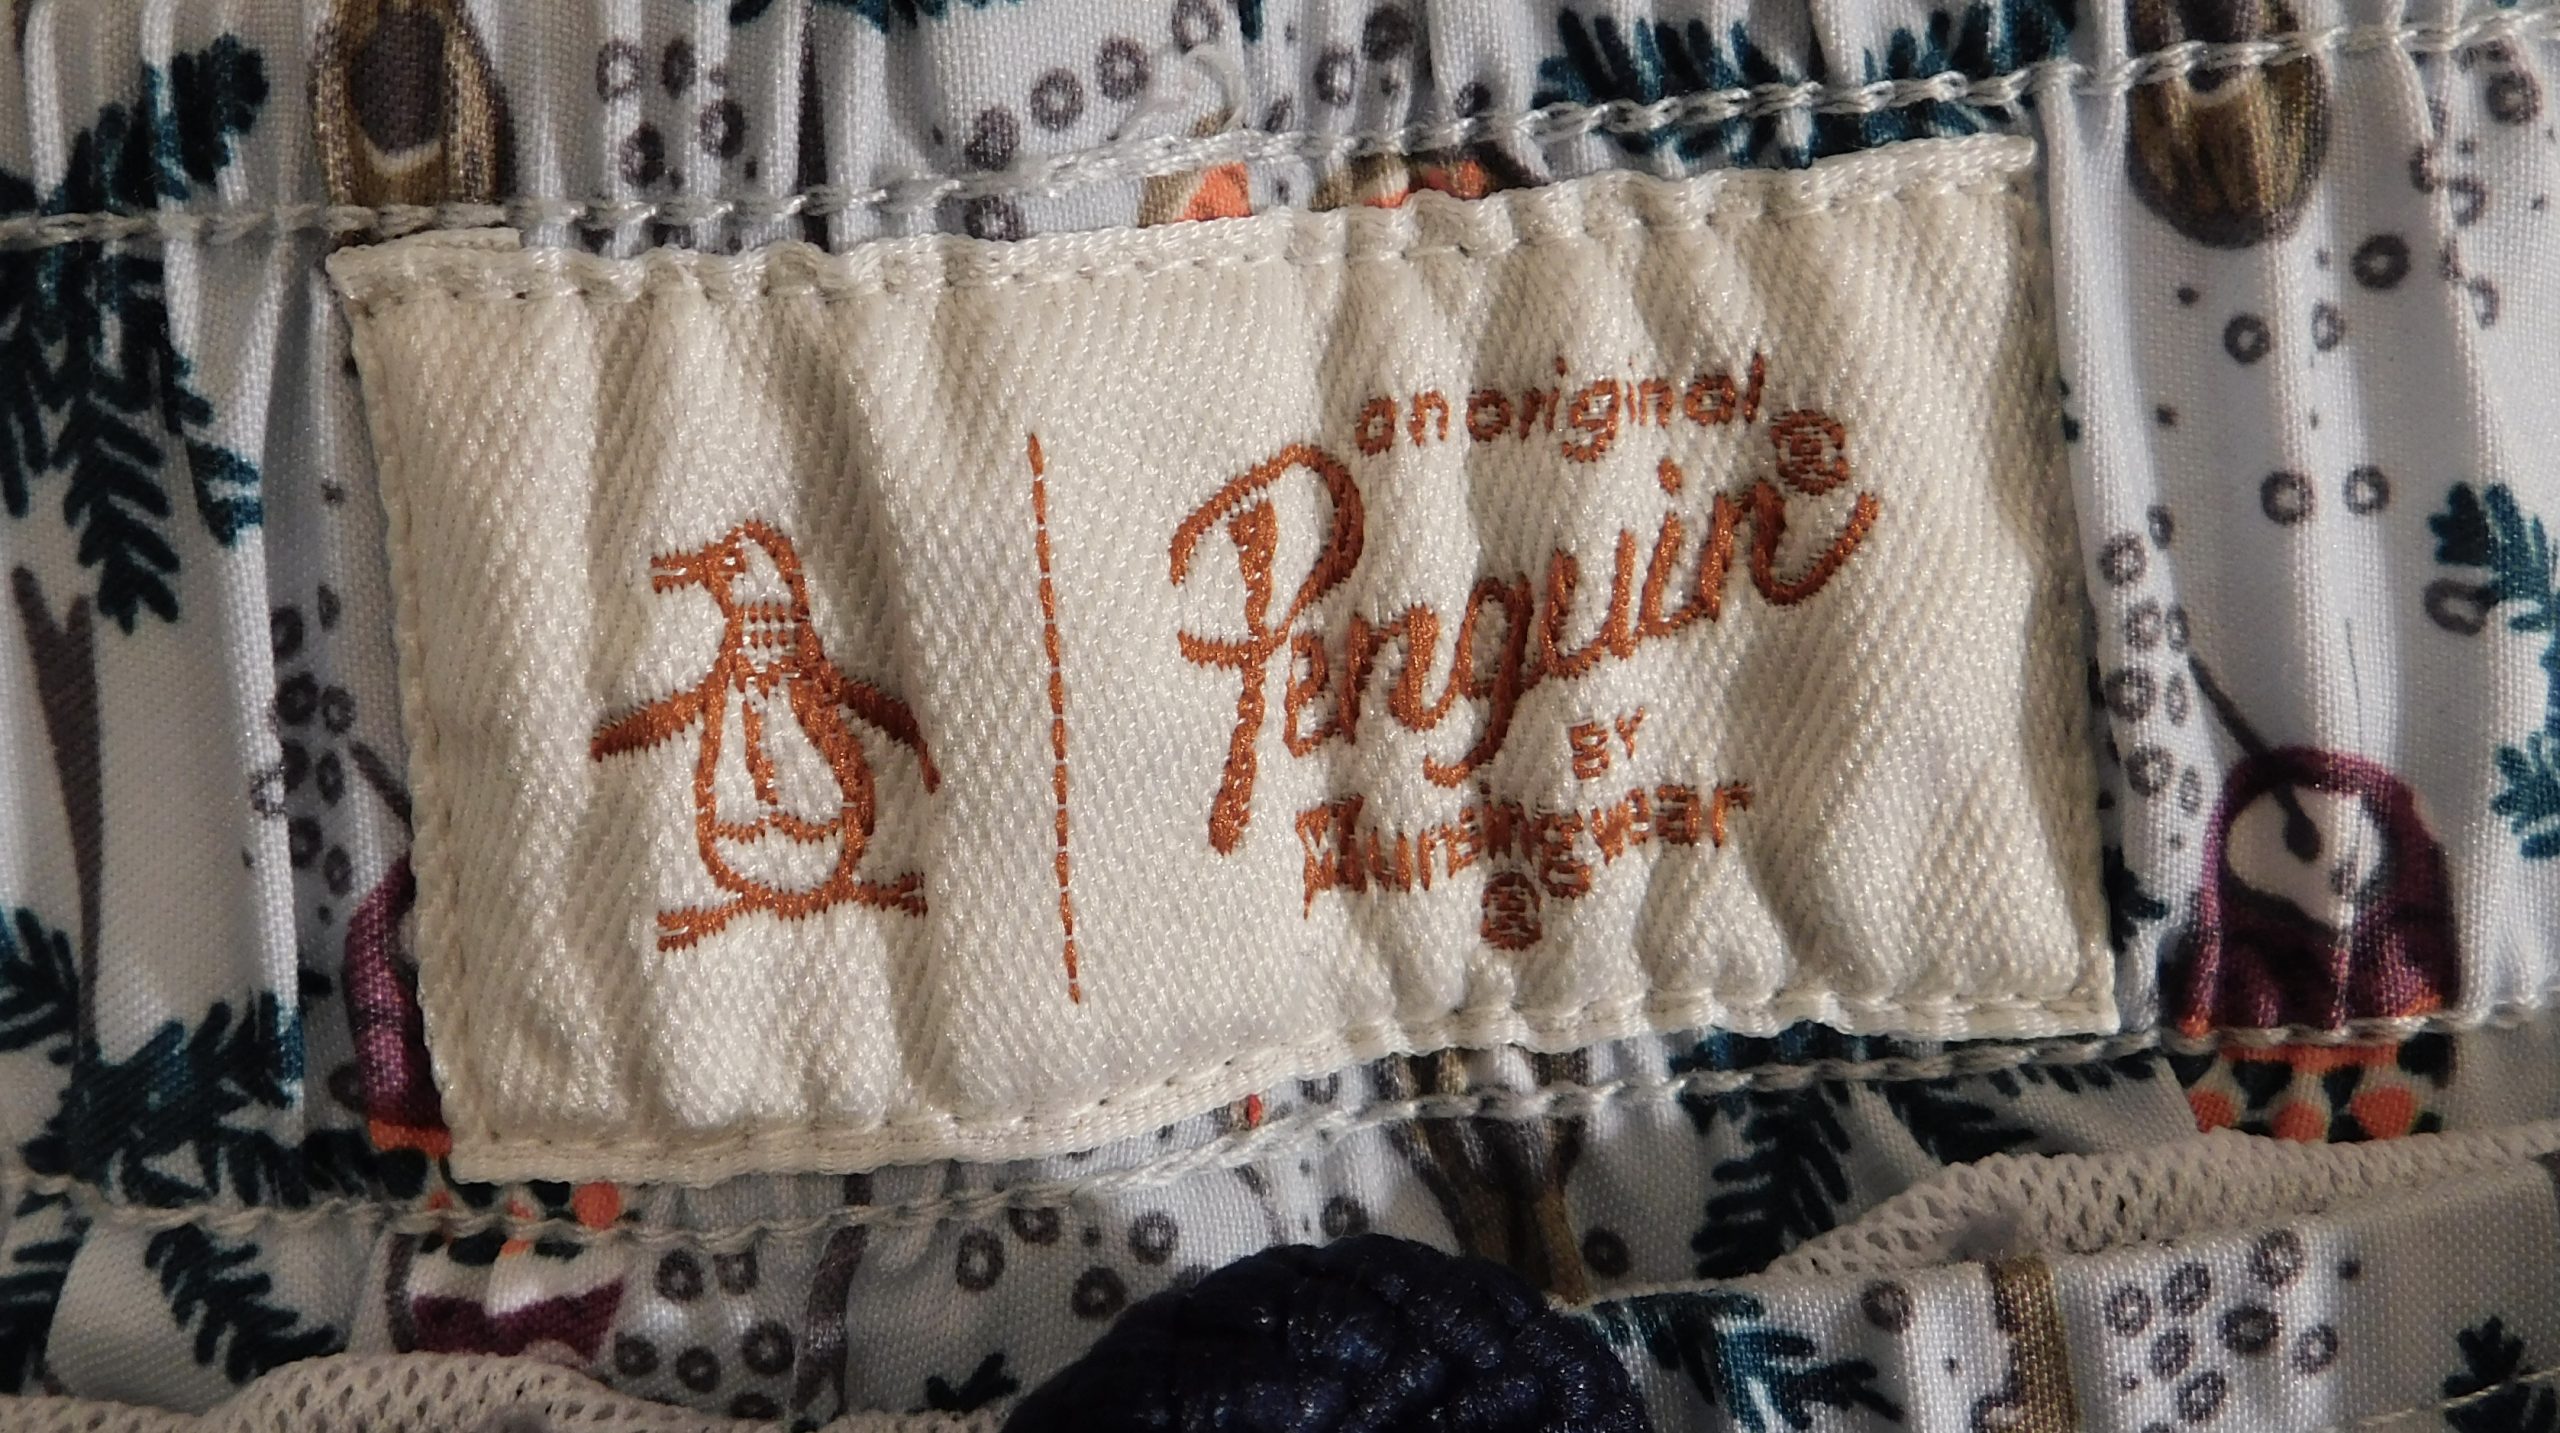 an original
Penguin®
BY
Munsingwear
®